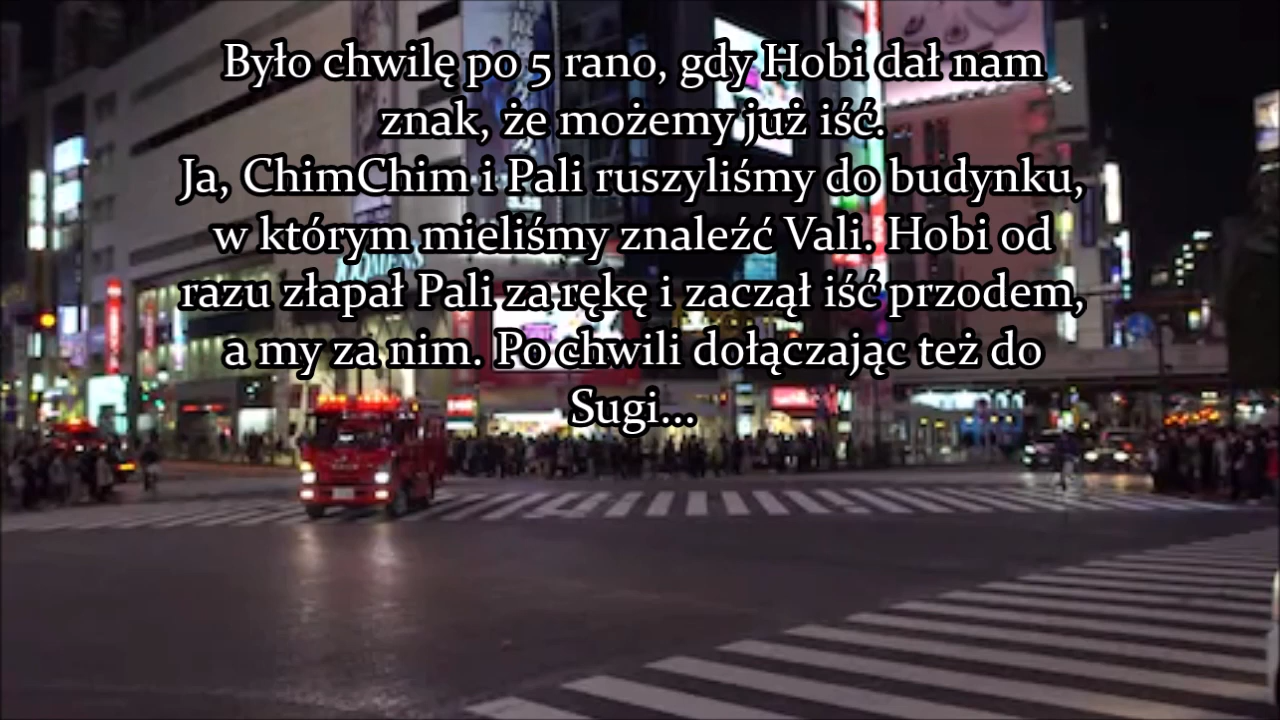 Było chwilę po 5 rano, gdy Hobi dał nam
znak, że możemy już iść.
Ja, ChimChim i Pali ruszyliśmy do budynku,
w którym mieliśmy znaleźć Vali. Hobi od
razu złapał Pali za rękę i zaczął iść przodem,
a my za nim. Po chwili dołączając też do
Sugi...